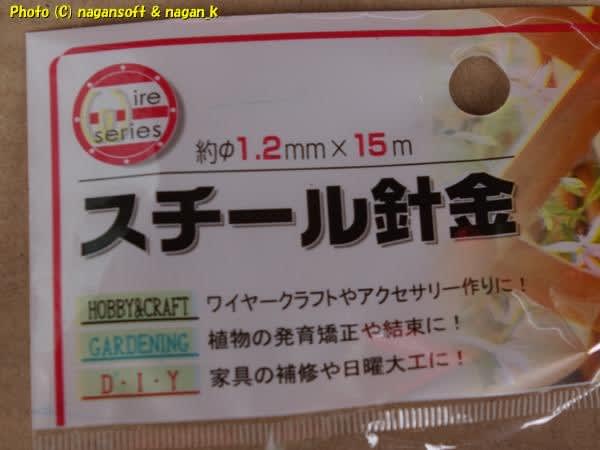 Photo (C) nagansoft & nagan_k
Wire
series
約φ1.2mm×15m
スチール針金
HOBBY&CRAFT ワイヤークラフトやアクセサリー作りに！
GARDENING 植物の発育矯正や結束に！
D・I・Y 家具の補修や日曜大工に！